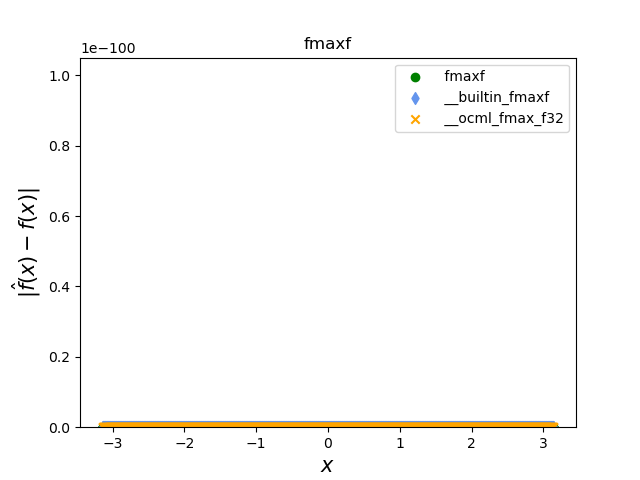 fmaxf
1e−100
1.0
0.8
0.6
0.4
0.2
0.0
−3
−2
−1
0
1
2
3
x
|f̂(x) − f(x)|
fmaxf
__builtin_fmaxf
__ocml_fmax_f32